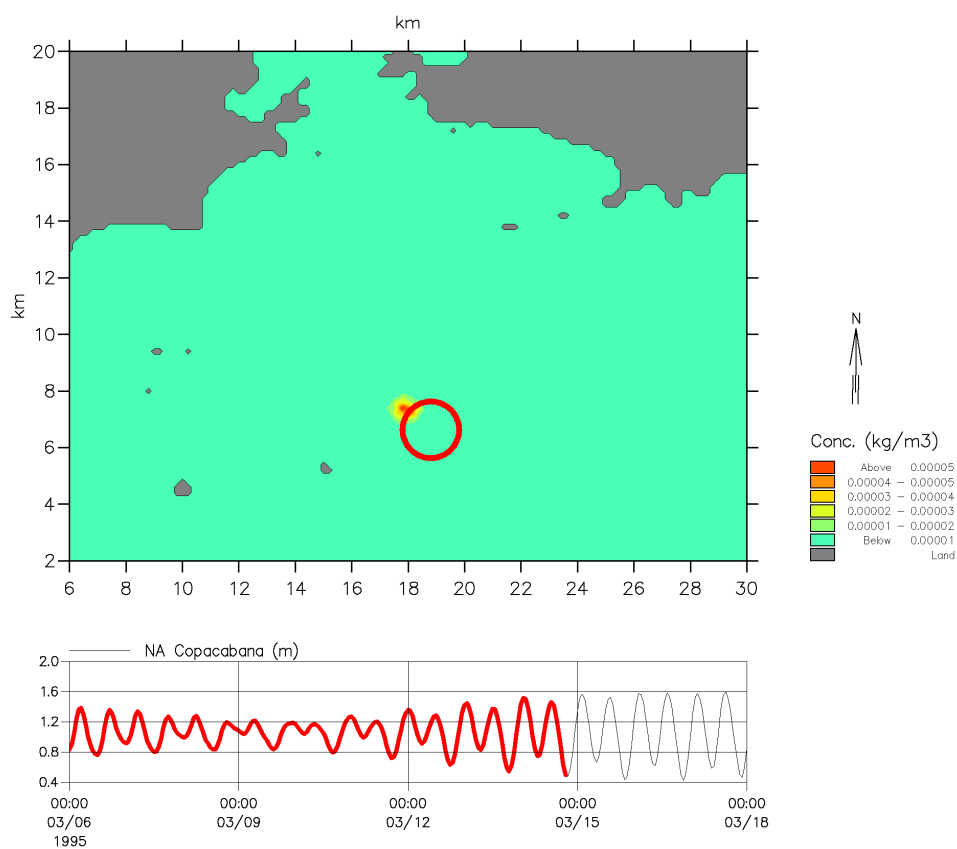 km
20
18
16
14
12
10
8
6
4
2
km
6 8 10 12 14 16 18 20 22 24 26 28 30
N
Conc. (kg/m3)
Above 0.00005
0.00004 - 0.00005
0.00003 - 0.00004
0.00002 - 0.00003
0.00001 - 0.00002
Below 0.00001
Land
NA Copacabana (m)
2.0
1.6
1.2
0.8
0.4
00:00 00:00 00:00 00:00 00:00
03/06 03/09 03/12 03/15 03/18
1995